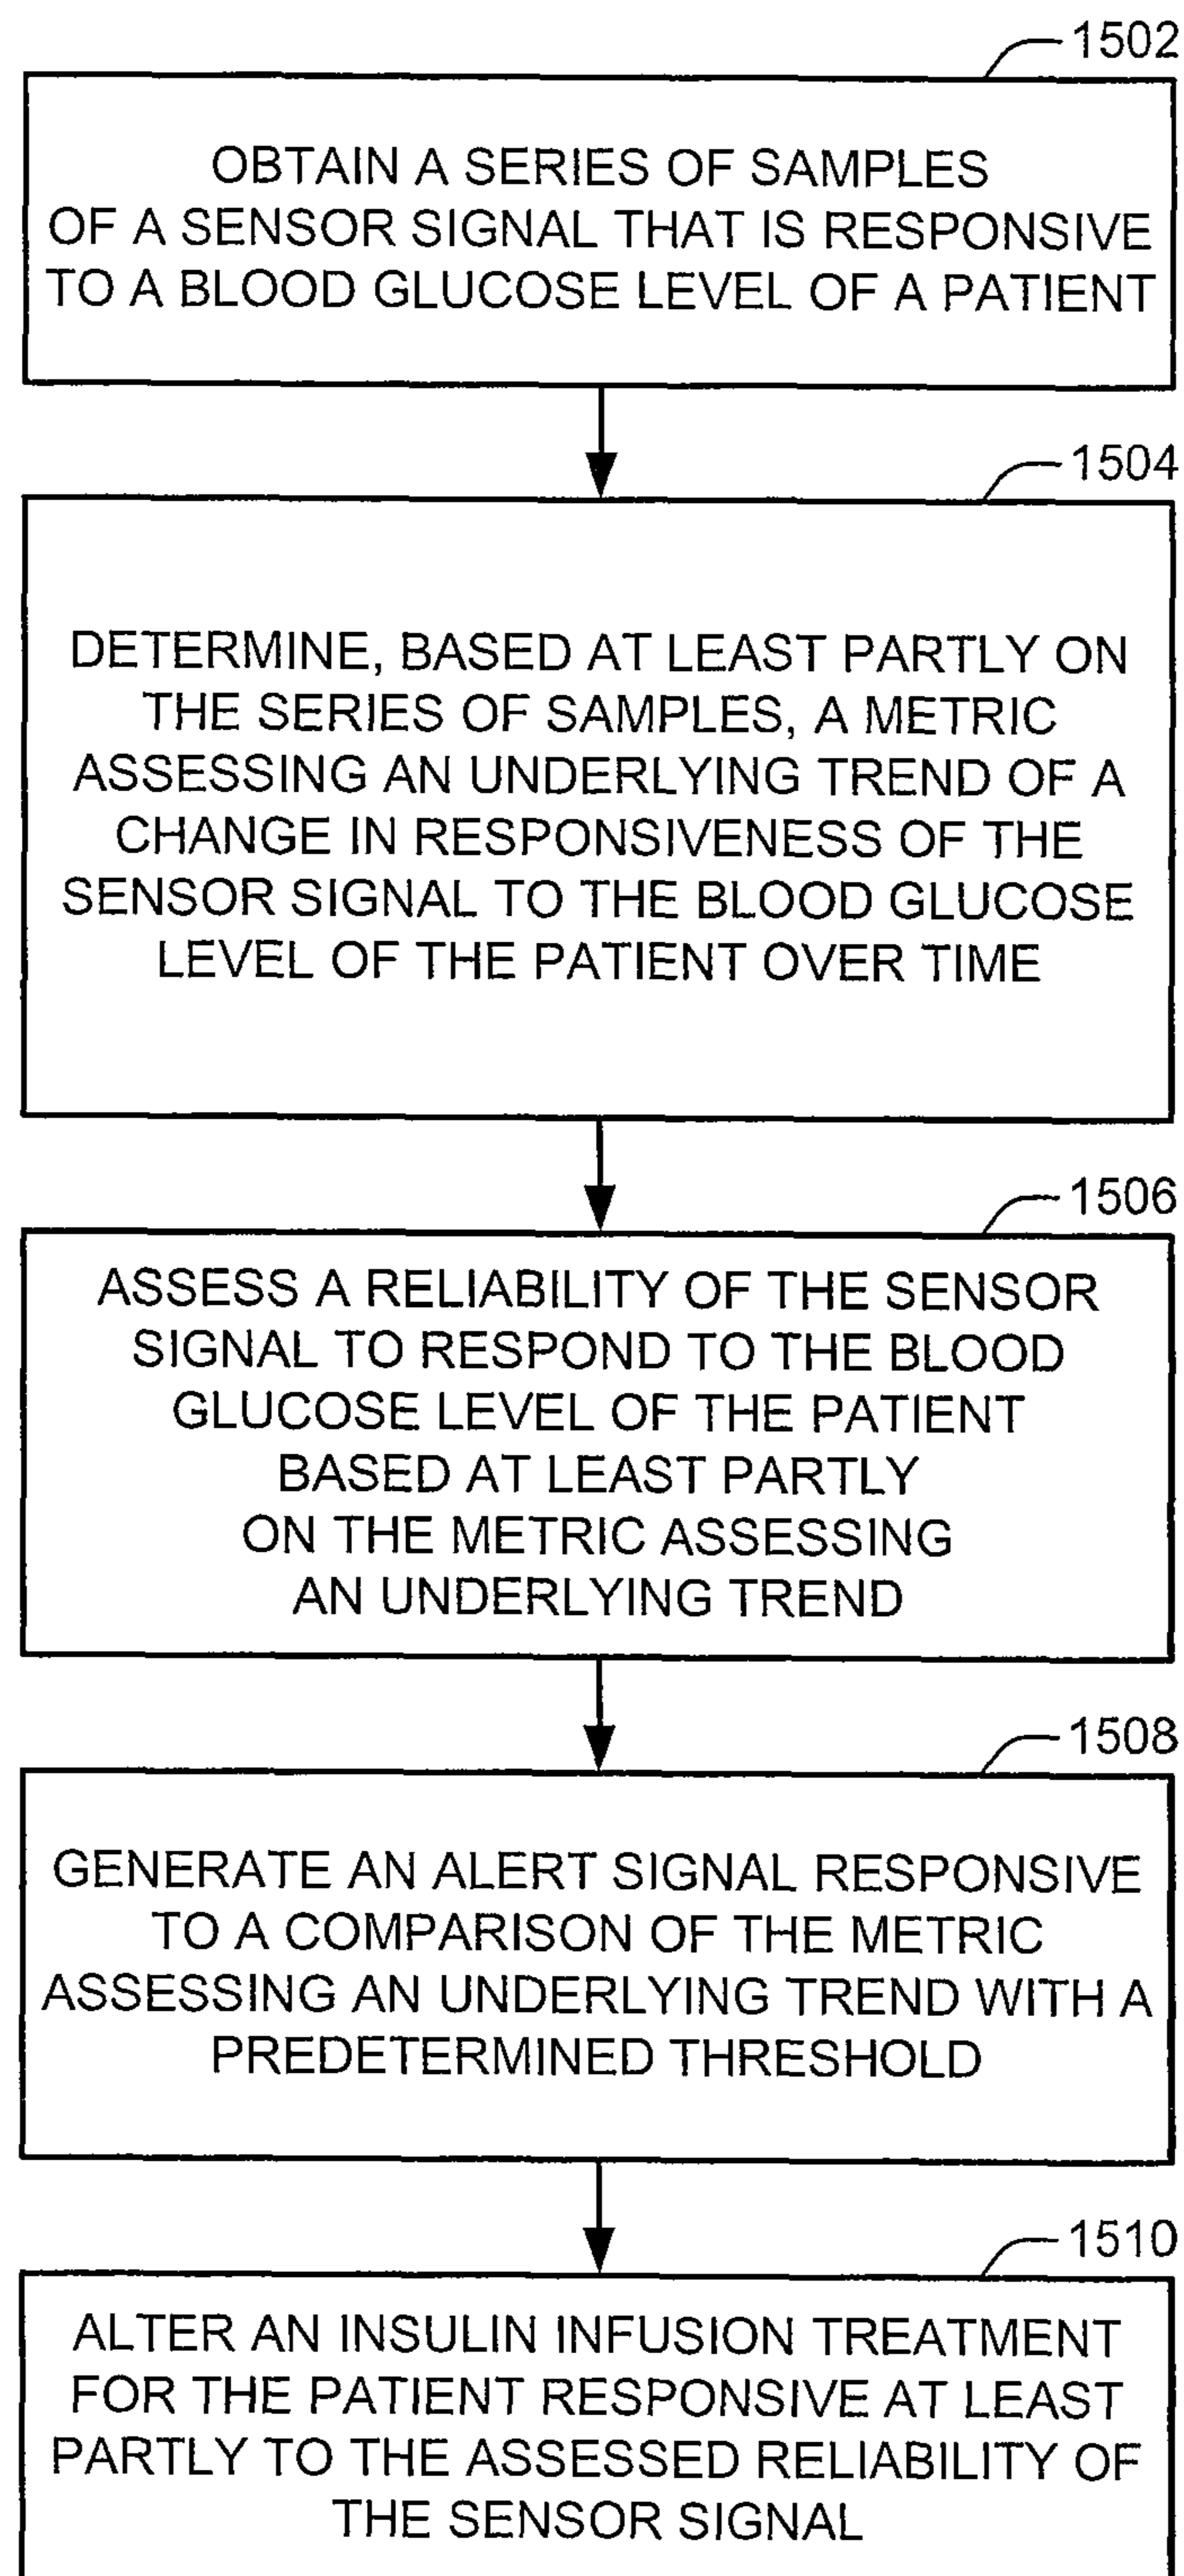 1502
OBTAIN A SERIES OF SAMPLES
OF A SENSOR SIGNAL THAT IS RESPONSIVE
TO A BLOOD GLUCOSE LEVEL OF A PATIENT
1504
DETERMINE, BASED AT LEAST PARTLY ON
THE SERIES OF SAMPLES, A METRIC
ASSESSING AN UNDERLYING TREND OF A
CHANGE IN RESPONSIVENESS OF THE
SENSOR SIGNAL TO THE BLOOD GLUCOSE
LEVEL OF THE PATIENT OVER TIME
1506
ASSESS A RELIABILITY OF THE SENSOR
SIGNAL TO RESPOND TO THE BLOOD
GLUCOSE LEVEL OF THE PATIENT
BASED AT LEAST PARTLY
ON THE METRIC ASSESSING
AN UNDERLYING TREND
1508
GENERATE AN ALERT SIGNAL RESPONSIVE
TO A COMPARISON OF THE METRIC
ASSESSING AN UNDERLYING TREND WITH A
PREDETERMINED THRESHOLD
1510
ALTER AN INSULIN INFUSION TREATMENT
FOR THE PATIENT RESPONSIVE AT LEAST
PARTLY TO THE ASSESSED RELIABILITY OF
THE SENSOR SIGNAL